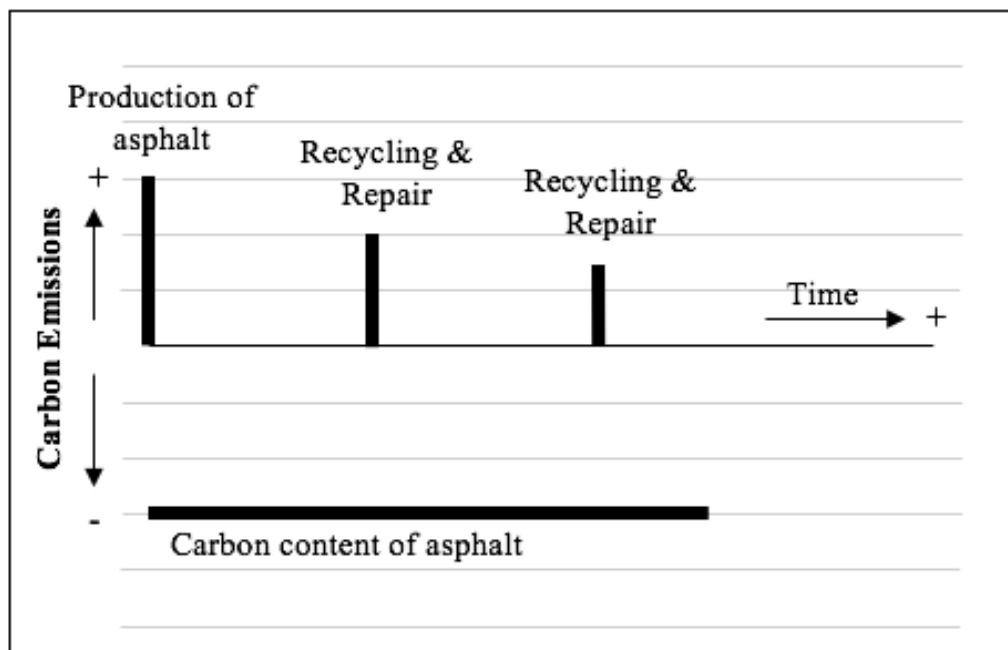 Production of
asphalt
Recycling &
Repair
Recycling &
Repair
+
Carbon Emissions
Time
+
-
Carbon content of asphalt